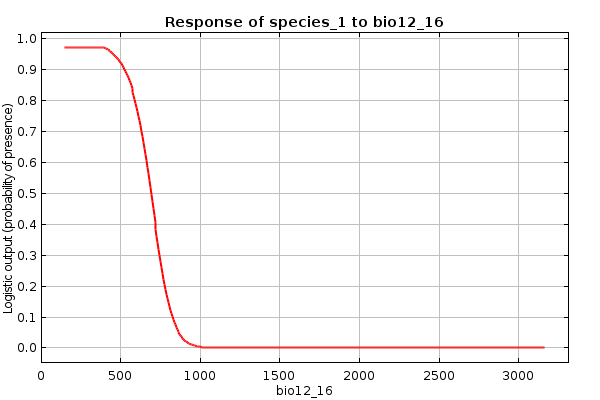 Response of species_1 to bio12_16
Logistic output (probability of presence)
1.0
0.9
0.8
0.7
0.6
0.5
0.4
0.3
0.2
0.1
0.0
0 500 1000 1500 2000 2500 3000
bio12_16